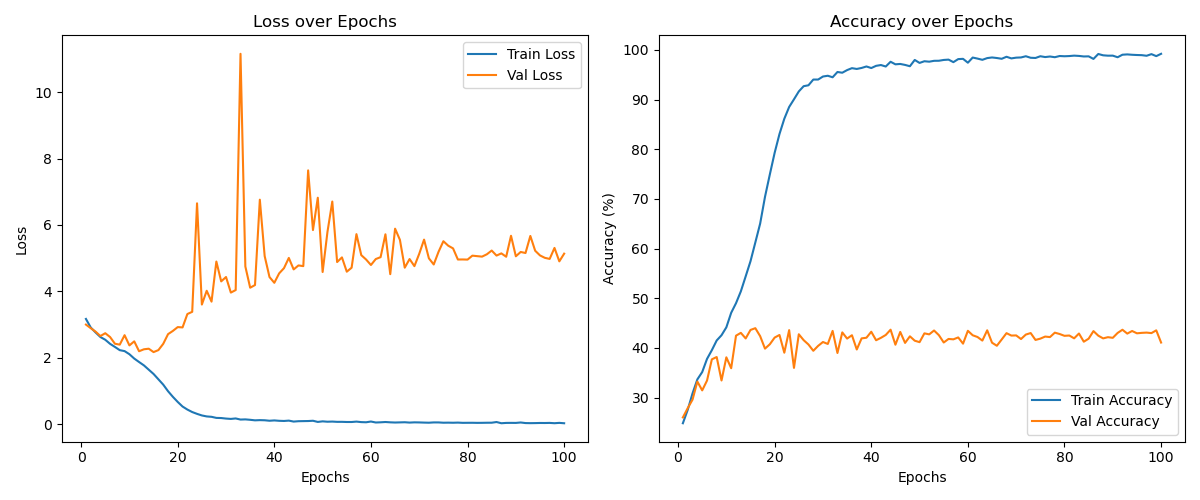 Loss over Epochs
Train Loss
Val Loss
10
8
6
4
2
0
Loss
0
20
40
60
80
100
Epochs
Accuracy over Epochs
100
90
80
70
60
50
40
30
Accuracy (%)
Train Accuracy
Val Accuracy
0
20
40
60
80
100
Epochs